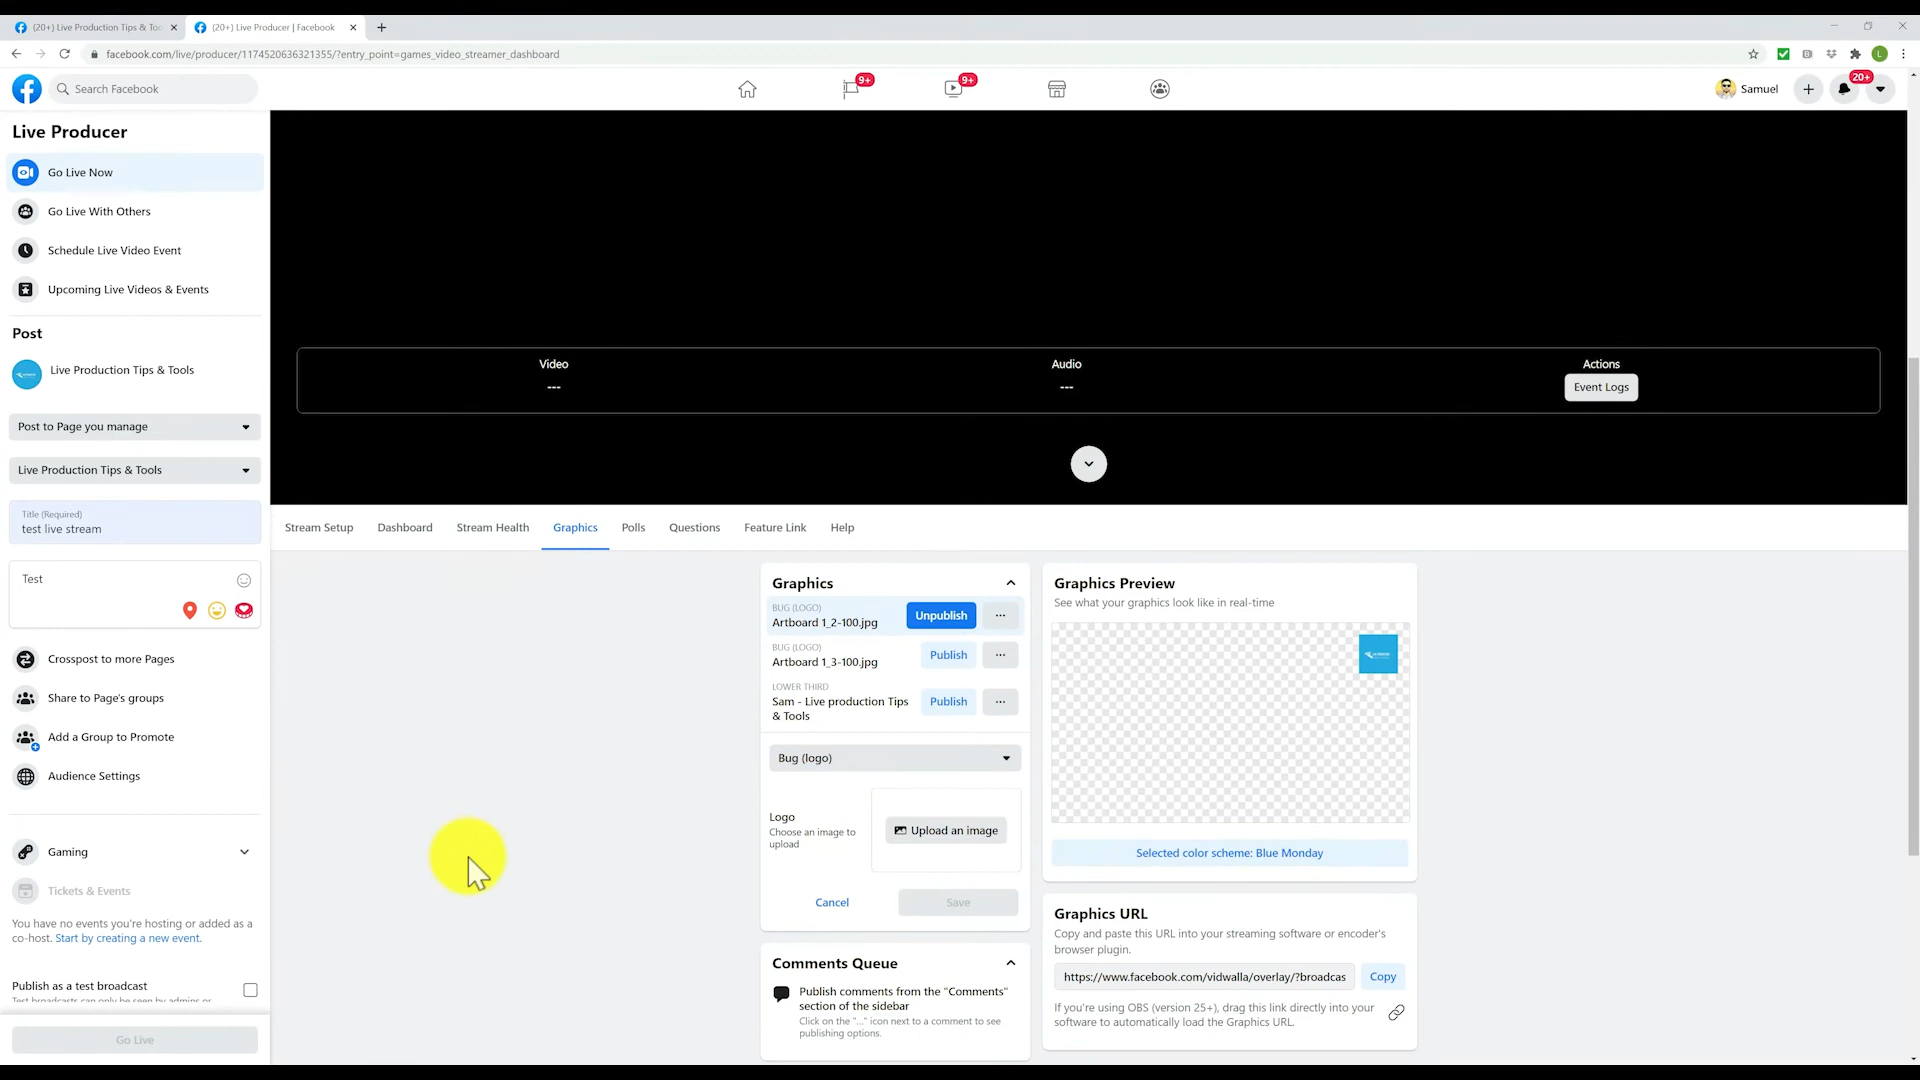 (20+) Live Production Tips & Too
(20+) Live Producer | Facebook
facebook.com/live/producer/1174520636321355/?entry_point=games_video_streamer_dashboard
L
Search Facebook
9+
9+
Samuel
20+
Live Producer
Go Live Now
Go Live With Others
Schedule Live Video Event
Upcoming Live Videos & Events
Post
Live Production Tips & Tools
Post to Page you manage
Live Production Tips & Tools
Title (Required)
test live stream
Test
Crosspost to more Pages
Share to Page's groups
Add a Group to Promote
Audience Settings
Gaming
Tickets & Events
You have no events you're hosting or added as a
co-host. Start by creating a new event.
Publish as a test broadcast
Test broadcasts can only be seen by admins or
Go Live
Video
---
Audio
---
Actions
Event Logs
Stream Setup
Dashboard
Stream Health
Graphics
Polls
Questions
Feature Link
Help
Graphics
BUG (LOGO)
Artboard 1_2-100.jpg
Unpublish
...
BUG (LOGO)
Artboard 1_3-100.jpg
Publish
...
LOWER THIRD
Sam - Live production Tips
& Tools
Publish
...
Bug (logo)
Logo
Choose an image to
upload
Upload an image
Cancel
Save
Comments Queue
Publish comments from the "Comments"
section of the sidebar
Click on the "..." icon next to a comment to see
publishing options.
Graphics Preview
See what your graphics look like in real-time
Selected color scheme: Blue Monday
Graphics URL
Copy and paste this URL into your streaming software or encoder's
browser plugin.
https://www.facebook.com/vidwalla/overlay/?broadcas
Copy
If you're using OBS (version 25+), drag this link directly into your
software to automatically load the Graphics URL.